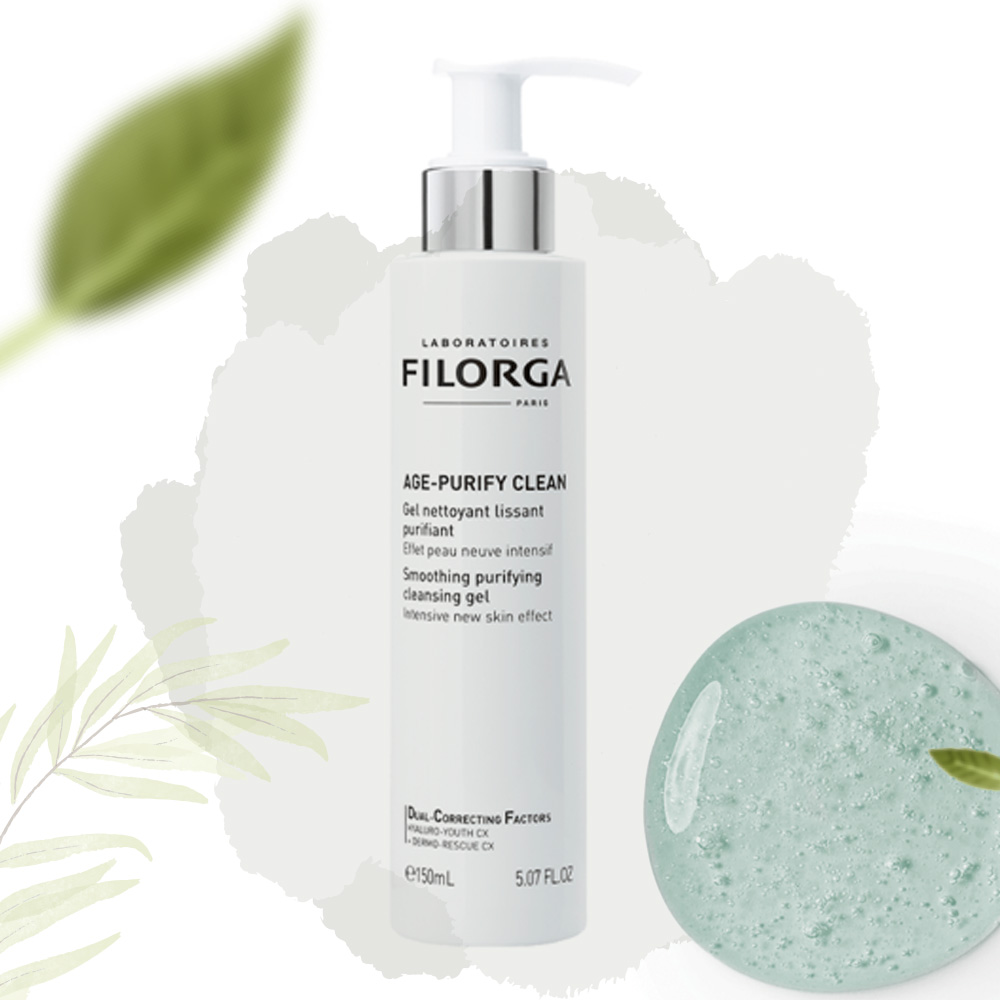 LABORATOIRES
FILORGA
PARIS
AGE-PURIFY CLEAN
Gel nettoyant lissant
purifiant
Effet peau neuve intensif
Smoothing purifying
cleansing gel
Intensive new skin effect
DUAL-CORRECTING FACTORS
HYALURO-YOUTH CX
+ DERMO-RESCUE CX
℮150mL 5.07 FL.OZ